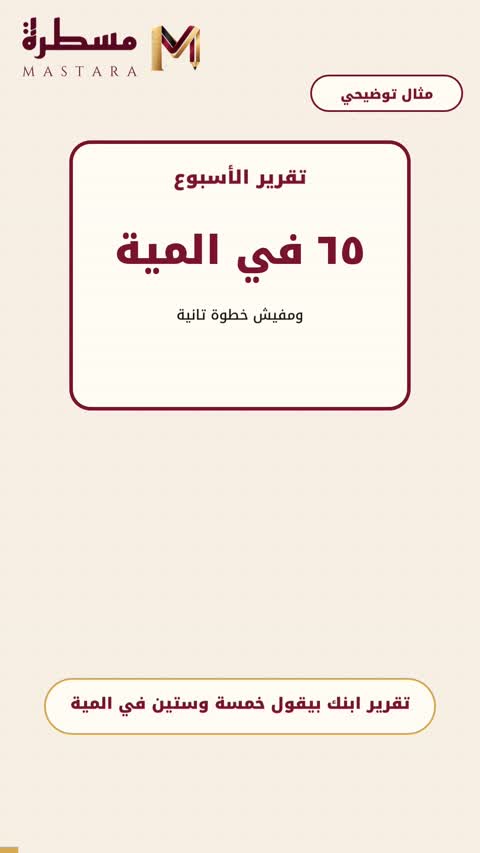 مسطرة
MASTARA
مثال توضيحي
تقرير الأسبوع
٦٥ في المية
ومفيش خطوة تانية
تقرير ابنك بيقول خمسة وستين في المية